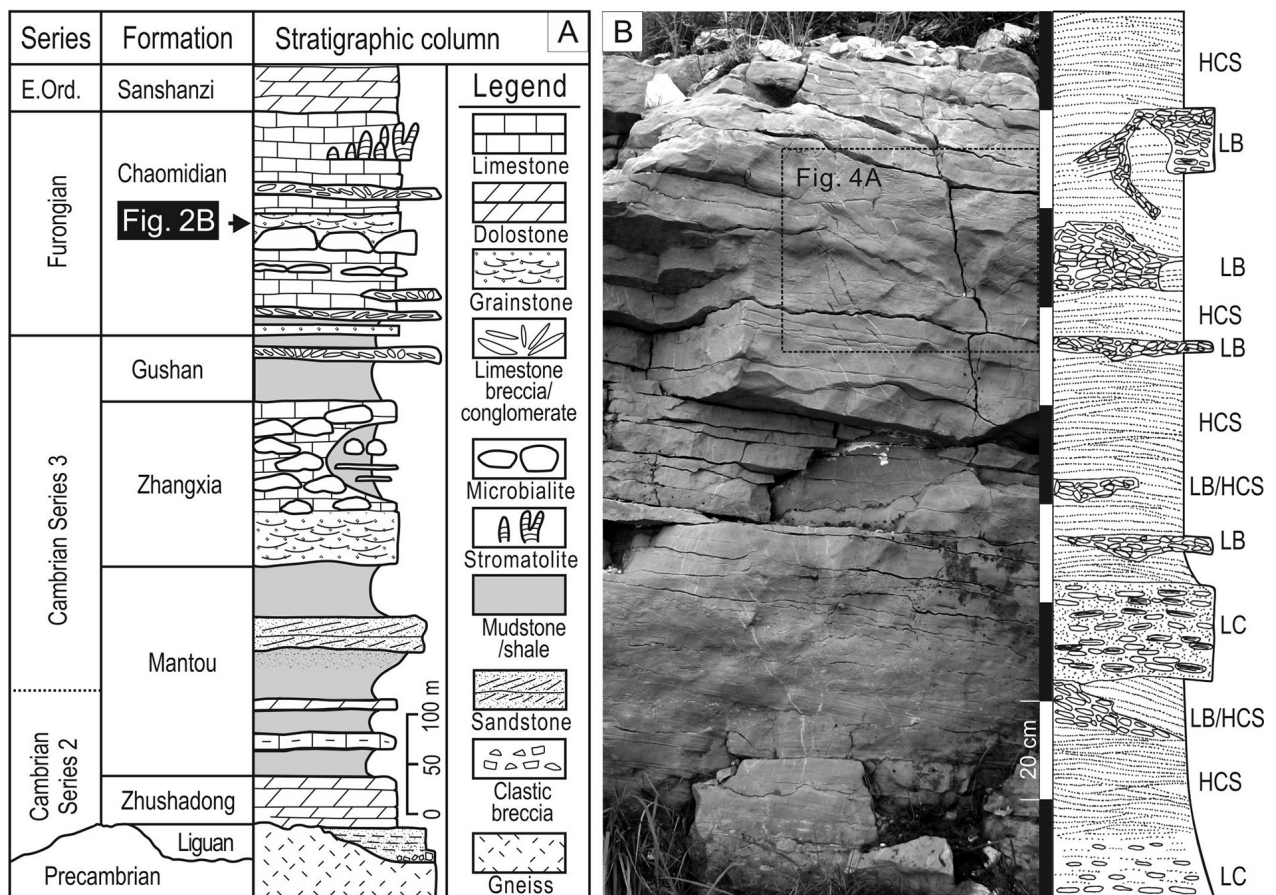 Series
Formation
Stratigraphic column
A
E.Ord.
Sanshanzi
Furongian
Chaomidian
Fig. 2B
Gushan
Cambrian Series 3
Zhangxia
Mantou
Cambrian
Series 2
Zhushadong
Liguan
Precambrian
100 m
50
0
Legend
Limestone
Dolostone
Grainstone
Limestone
breccia/
conglomerate
Microbialite
Stromatolite
Mudstone
/shale
Sandstone
Clastic
breccia
Gneiss
B
Fig. 4A
20 cm
HCS
LB
LB
HCS
LB
HCS
LB/HCS
LB
LC
LB/HCS
HCS
LC